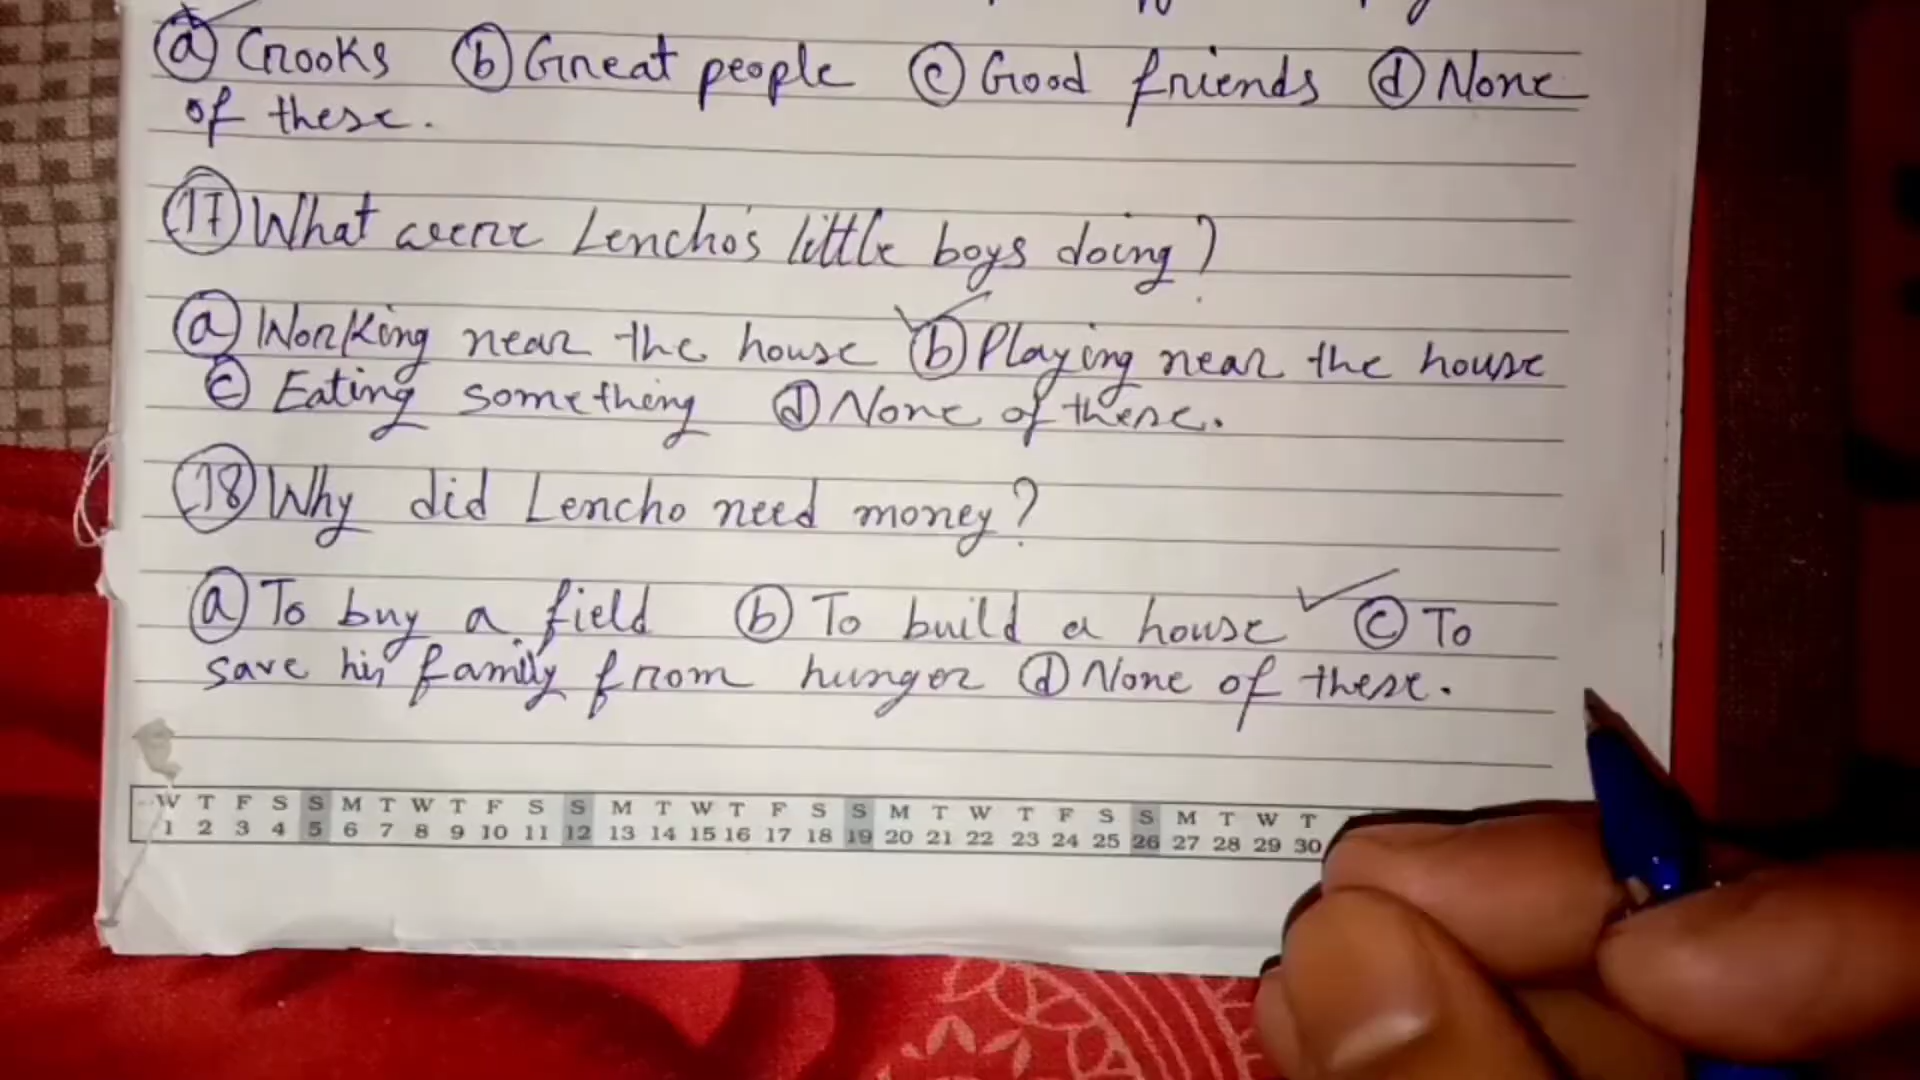 (a) Crooks (b) Great people (c) Good friends (d) None
of these.
(17) What were Lencho's little boys doing?
(a) Working near the house (b) Playing near the house
(c) Eating something (d) None of these.
(18) Why did Lencho need money?
(a) To buy a field (b) To build a house (c) To
save his family from hunger (d) None of these.
W T F S S M T W T F S S M T W T F S S M T W T F S S M T W T
1 2 3 4 5 6 7 8 9 10 11 12 13 14 15 16 17 18 19 20 21 22 23 24 25 26 27 28 29 30